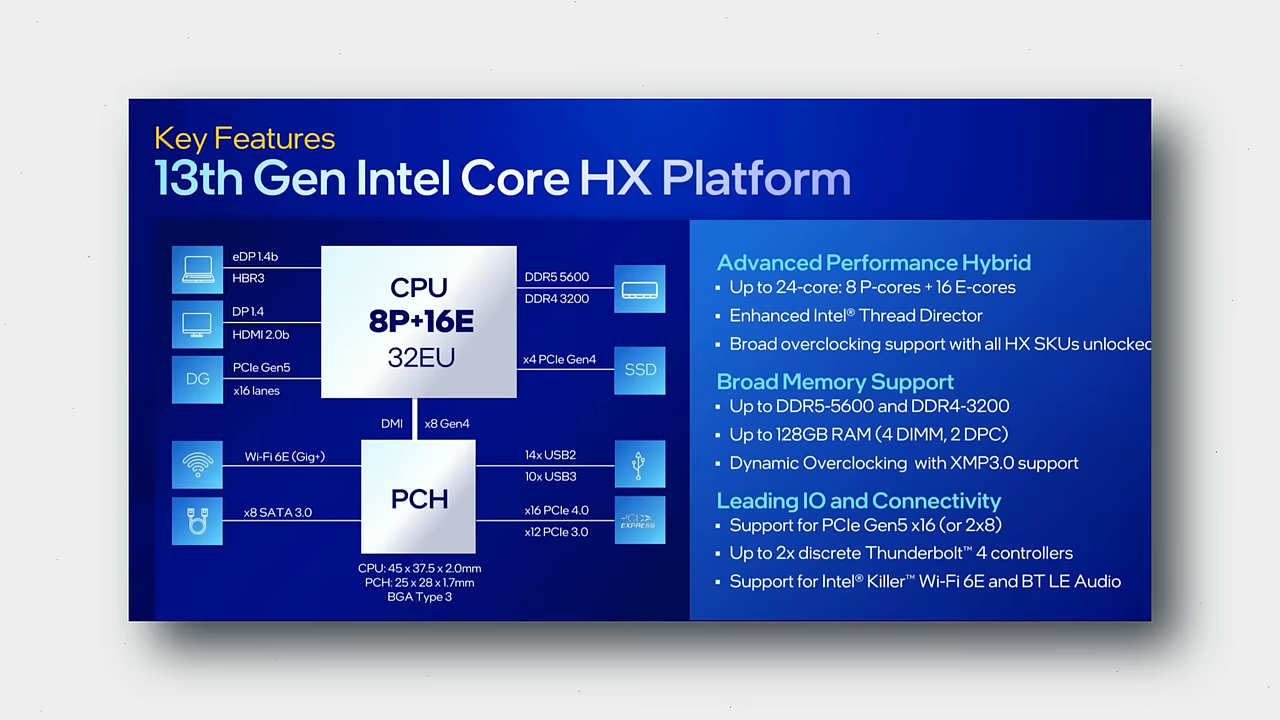 Key Features
13th Gen Intel Core HX Platform
eDP 1.4b
HBR3
DP 1.4
HDMI 2.0b
DG
PCIe Gen5
x16 lanes
CPU
8P+16E
32EU
DDR5 5600
DDR4 3200
x4 PCIe Gen4
SSD
DMI
x8 Gen4
Wi-Fi 6E (Gig+)
x8 SATA 3.0
PCH
14x USB2
10x USB3
x16 PCIe 4.0
x12 PCIe 3.0
PCI
EXPRESS
CPU: 45 x 37.5 x 2.0mm
PCH: 25 x 28 x 1.7mm
BGA Type 3
Advanced Performance Hybrid
▪ Up to 24-core: 8 P-cores + 16 E-cores
▪ Enhanced Intel® Thread Director
▪ Broad overclocking support with all HX SKUs unlocked
Broad Memory Support
▪ Up to DDR5-5600 and DDR4-3200
▪ Up to 128GB RAM (4 DIMM, 2 DPC)
▪ Dynamic Overclocking with XMP3.0 support
Leading IO and Connectivity
▪ Support for PCIe Gen5 x16 (or 2x8)
▪ Up to 2x discrete Thunderbolt™ 4 controllers
▪ Support for Intel® Killer™ Wi-Fi 6E and BT LE Audio